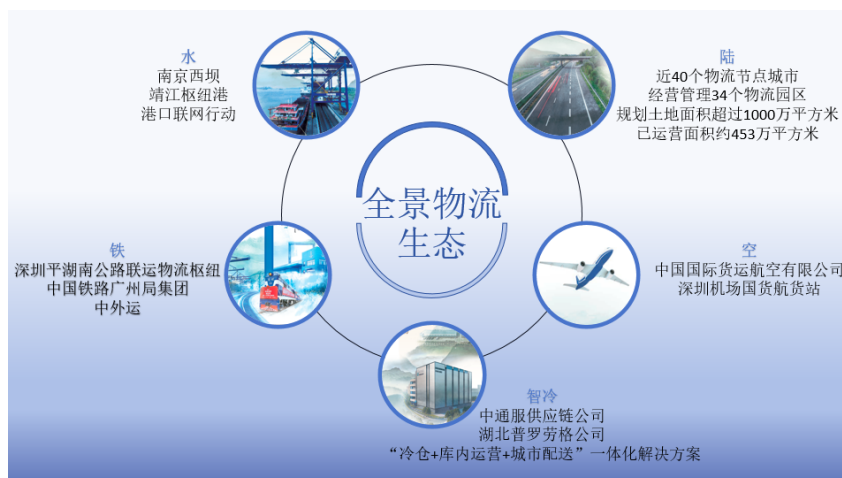 水
南京西坝
靖江枢纽港
港口联网行动
陆
近40个物流节点城市
经营管理34个物流园区
规划土地面积超过1000万平方米
已运营面积约453万平方米
全景物流
生态
铁
深圳平湖南公路联运物流枢纽
中国铁路广州局集团
中外运
空
中国国际货运航空有限公司
深圳机场国货航货站
智冷
中通服供应链公司
湖北普罗劳格公司
“冷仓+库内运营+城市配送”一体化解决方案